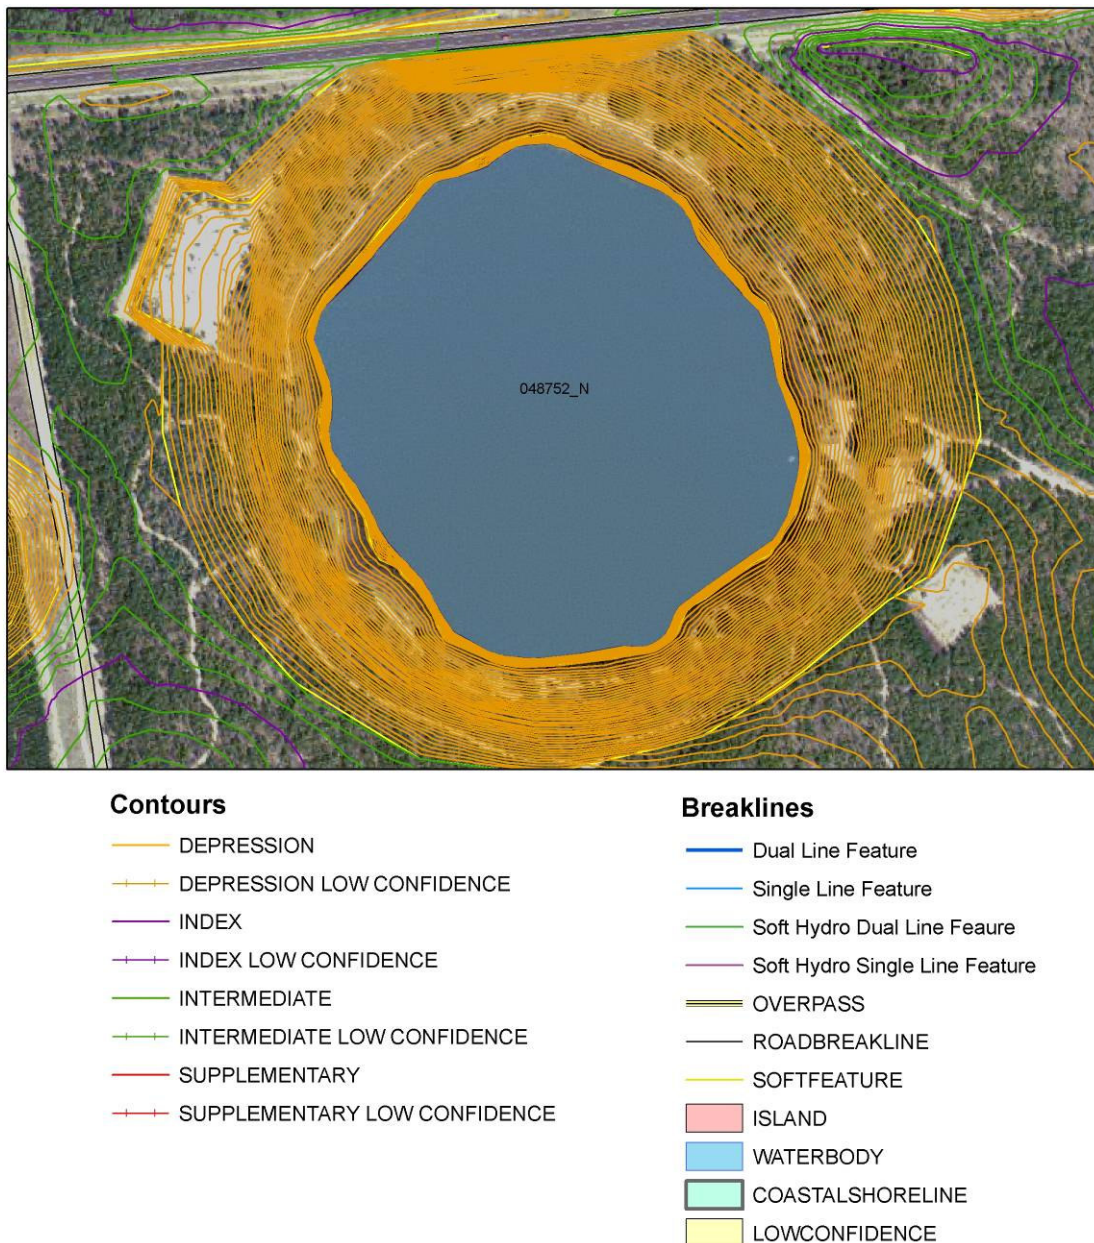 048752_N
Contours
DEPRESSION
DEPRESSION LOW CONFIDENCE
INDEX
INDEX LOW CONFIDENCE
INTERMEDIATE
INTERMEDIATE LOW CONFIDENCE
SUPPLEMENTARY
SUPPLEMENTARY LOW CONFIDENCE
Breaklines
Dual Line Feature
Single Line Feature
Soft Hydro Dual Line Feaure
Soft Hydro Single Line Feature
OVERPASS
ROADBREAKLINE
SOFTFEATURE
ISLAND
WATERBODY
COASTALSHORELINE
LOWCONFIDENCE